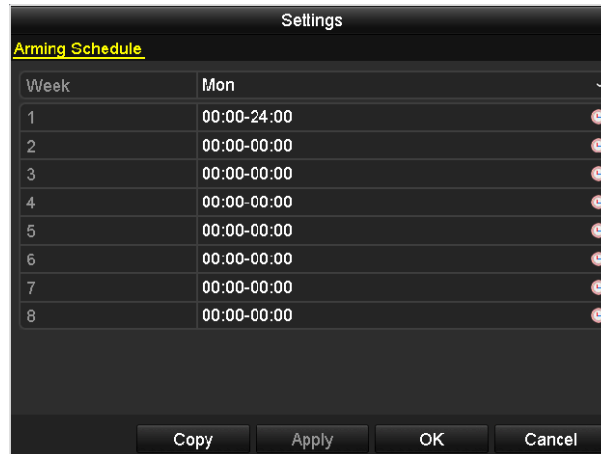 Settings
Arming Schedule
Week Mon
1 00:00-24:00
2 00:00-00:00
3 00:00-00:00
4 00:00-00:00
5 00:00-00:00
6 00:00-00:00
7 00:00-00:00
8 00:00-00:00
Copy Apply OK Cancel